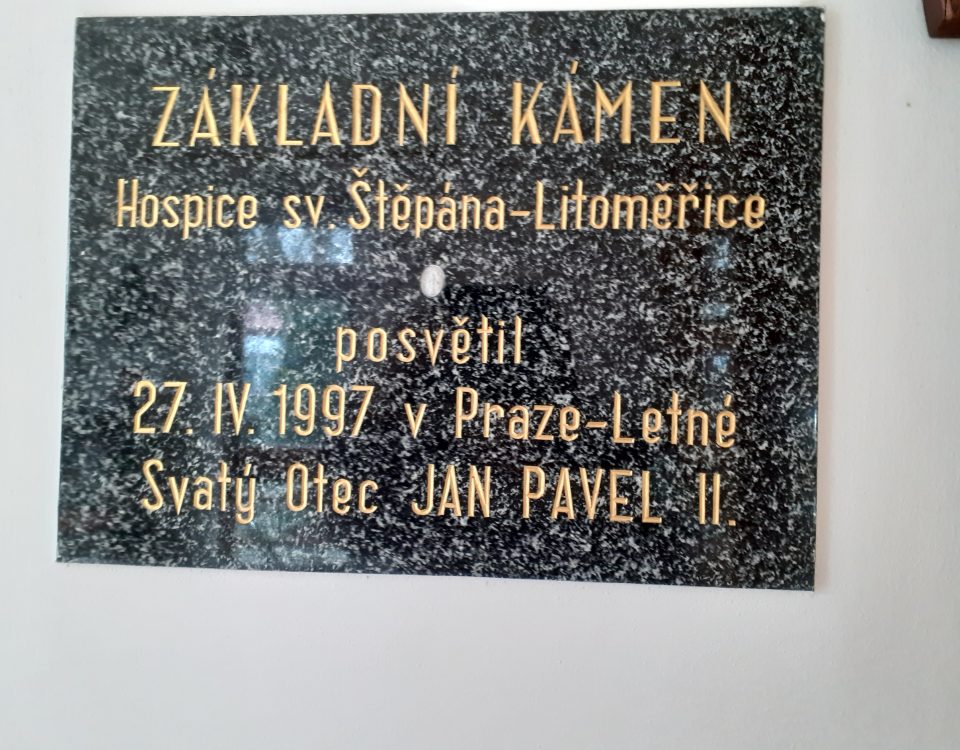 ZÁKLADNÍ KÁMEN
Hospice sv. Štěpána-Litoměřice
posvětil
27. IV. 1997 v Praze-Letné
Svatý Otec JAN PAVEL II.